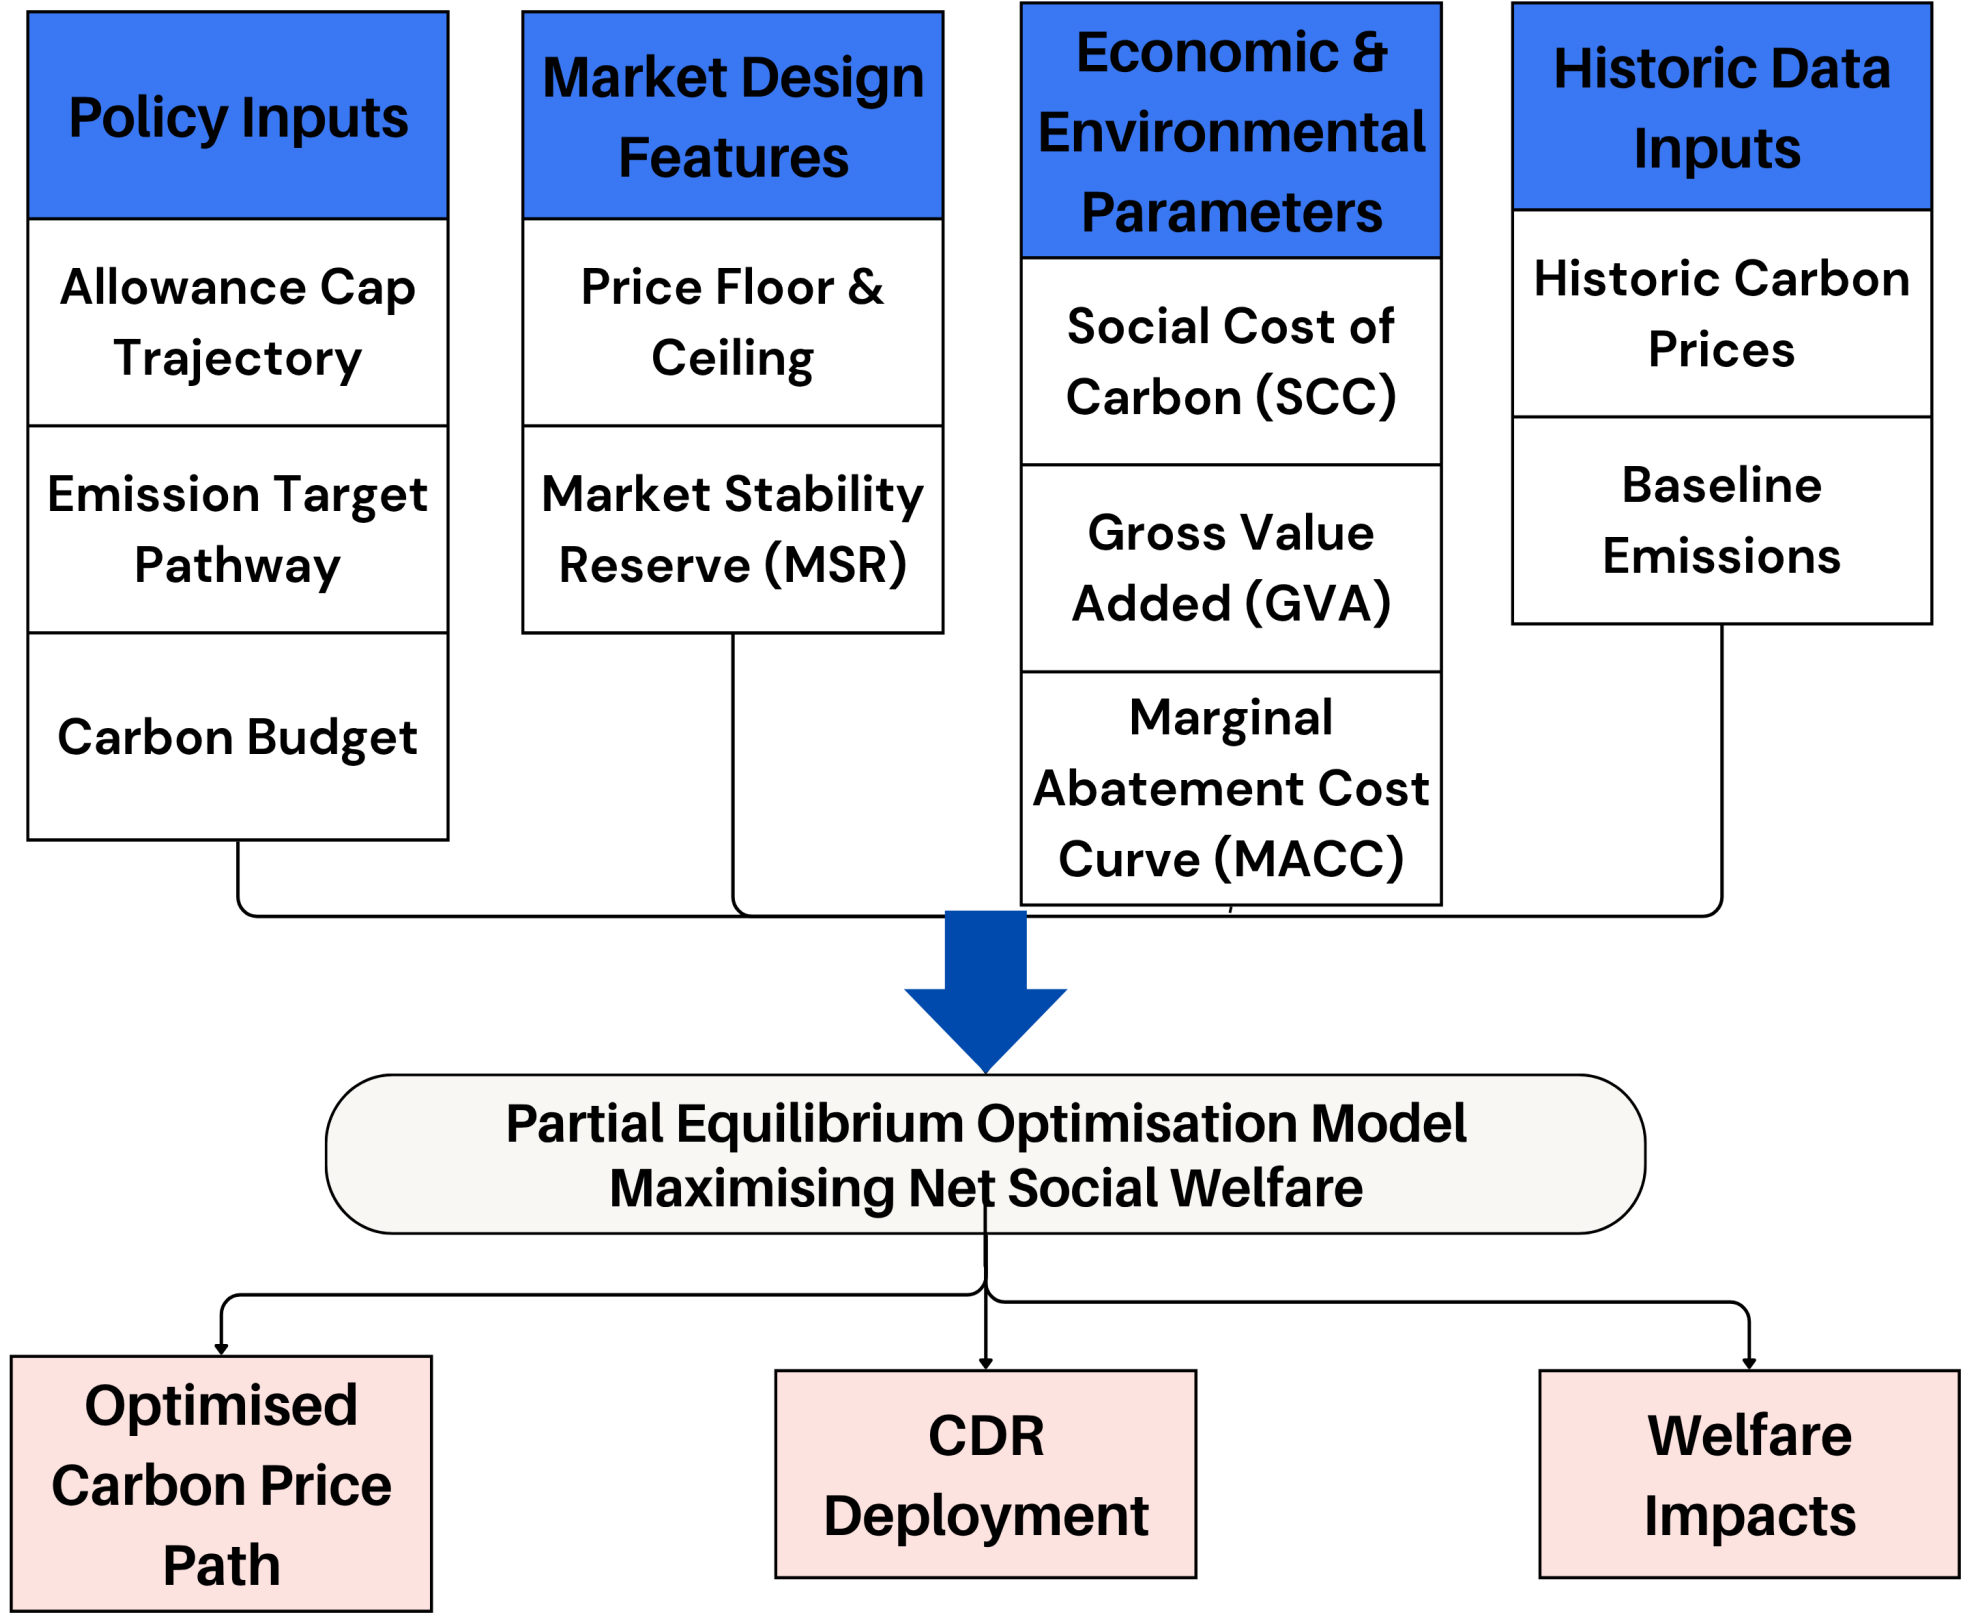 Policy Inputs
Allowance Cap
Trajectory
Emission Target
Pathway
Carbon Budget
Market Design
Features
Price Floor &
Ceiling
Market Stability
Reserve (MSR)
Economic &
Environmental
Parameters
Social Cost of
Carbon (SCC)
Gross Value
Added (GVA)
Marginal
Abatement Cost
Curve (MACC)
Historic Data
Inputs
Historic Carbon
Prices
Baseline
Emissions
Partial Equilibrium Optimisation Model
Maximising Net Social Welfare
Optimised
Carbon Price
Path
CDR
Deployment
Welfare
Impacts